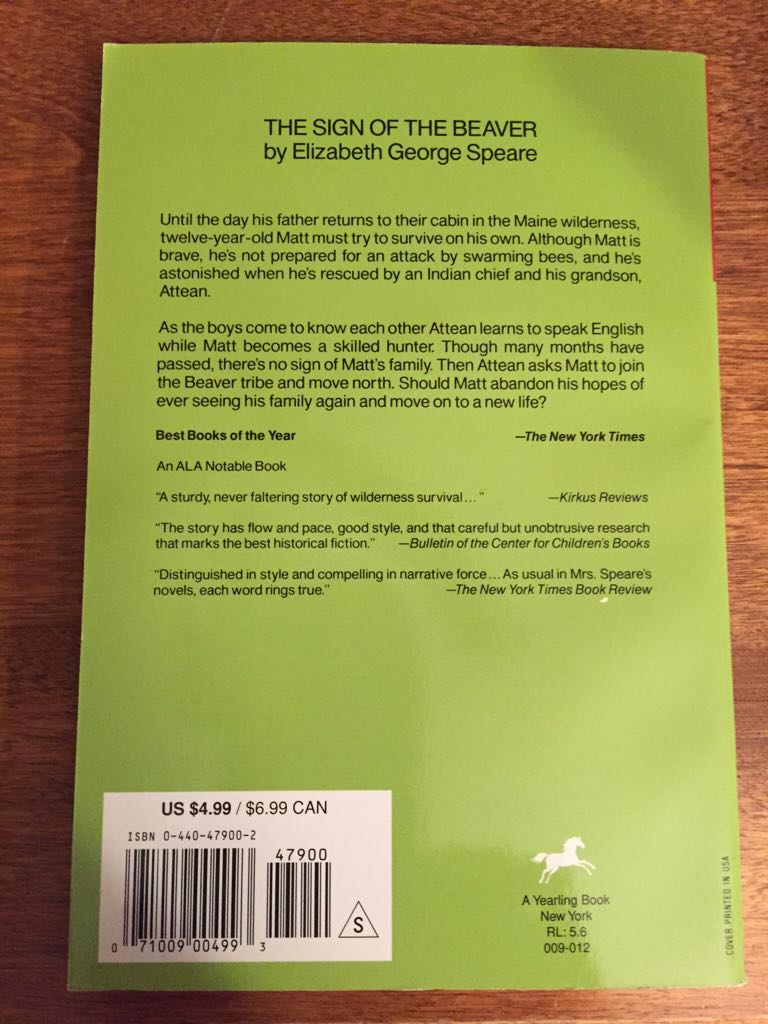 THE SIGN OF THE BEAVER
by Elizabeth George Speare
Until the day his father returns to their cabin in the Maine wilderness,
twelve-year-old Matt must try to survive on his own. Although Matt is
brave, he's not prepared for an attack by swarming bees, and he's
astonished when he's rescued by an Indian chief and his grandson,
Attean.
As the boys come to know each other Attean learns to speak English
while Matt becomes a skilled hunter. Though many months have
passed, there's no sign of Matt's family. Then Attean asks Matt to join
the Beaver tribe and move north. Should Matt abandon his hopes of
ever seeing his family again and move on to a new life?
Best Books of the Year —The New York Times
An ALA Notable Book
"A sturdy, never faltering story of wilderness survival..." —Kirkus Reviews
"The story has flow and pace, good style, and that careful but unobtrusive research
that marks the best historical fiction." —Bulletin of the Center for Children's Books
"Distinguished in style and compelling in narrative force...As usual in Mrs. Speare's
novels, each word rings true." —The New York Times Book Review
US $4.99 / $6.99 CAN
ISBN 0-440-47900-2
47900
0 71009 00499 3
S
A Yearling Book
New York
RL: 5.6
009-012
COVER PRINTED IN USA